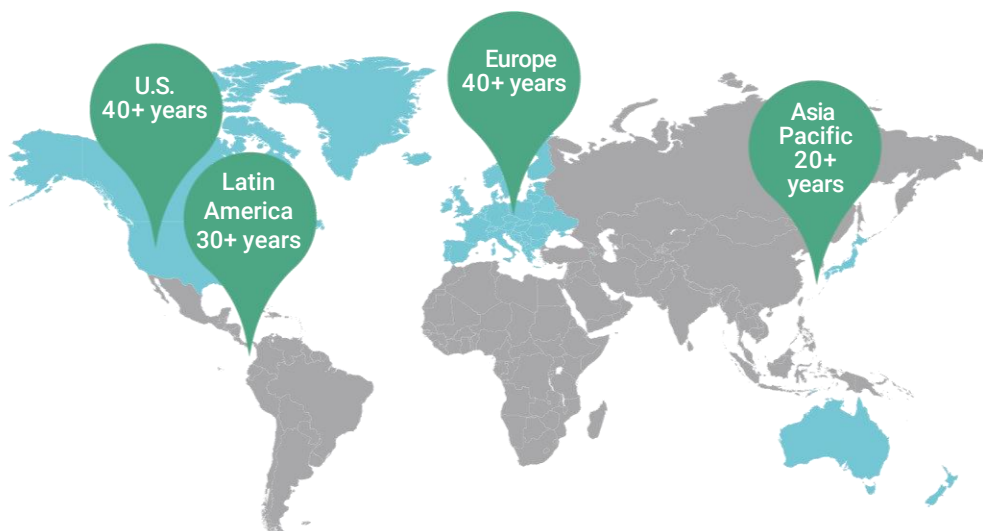 U.S.
40+ years
Latin
America
30+ years
Europe
40+ years
Asia
Pacific
20+
years